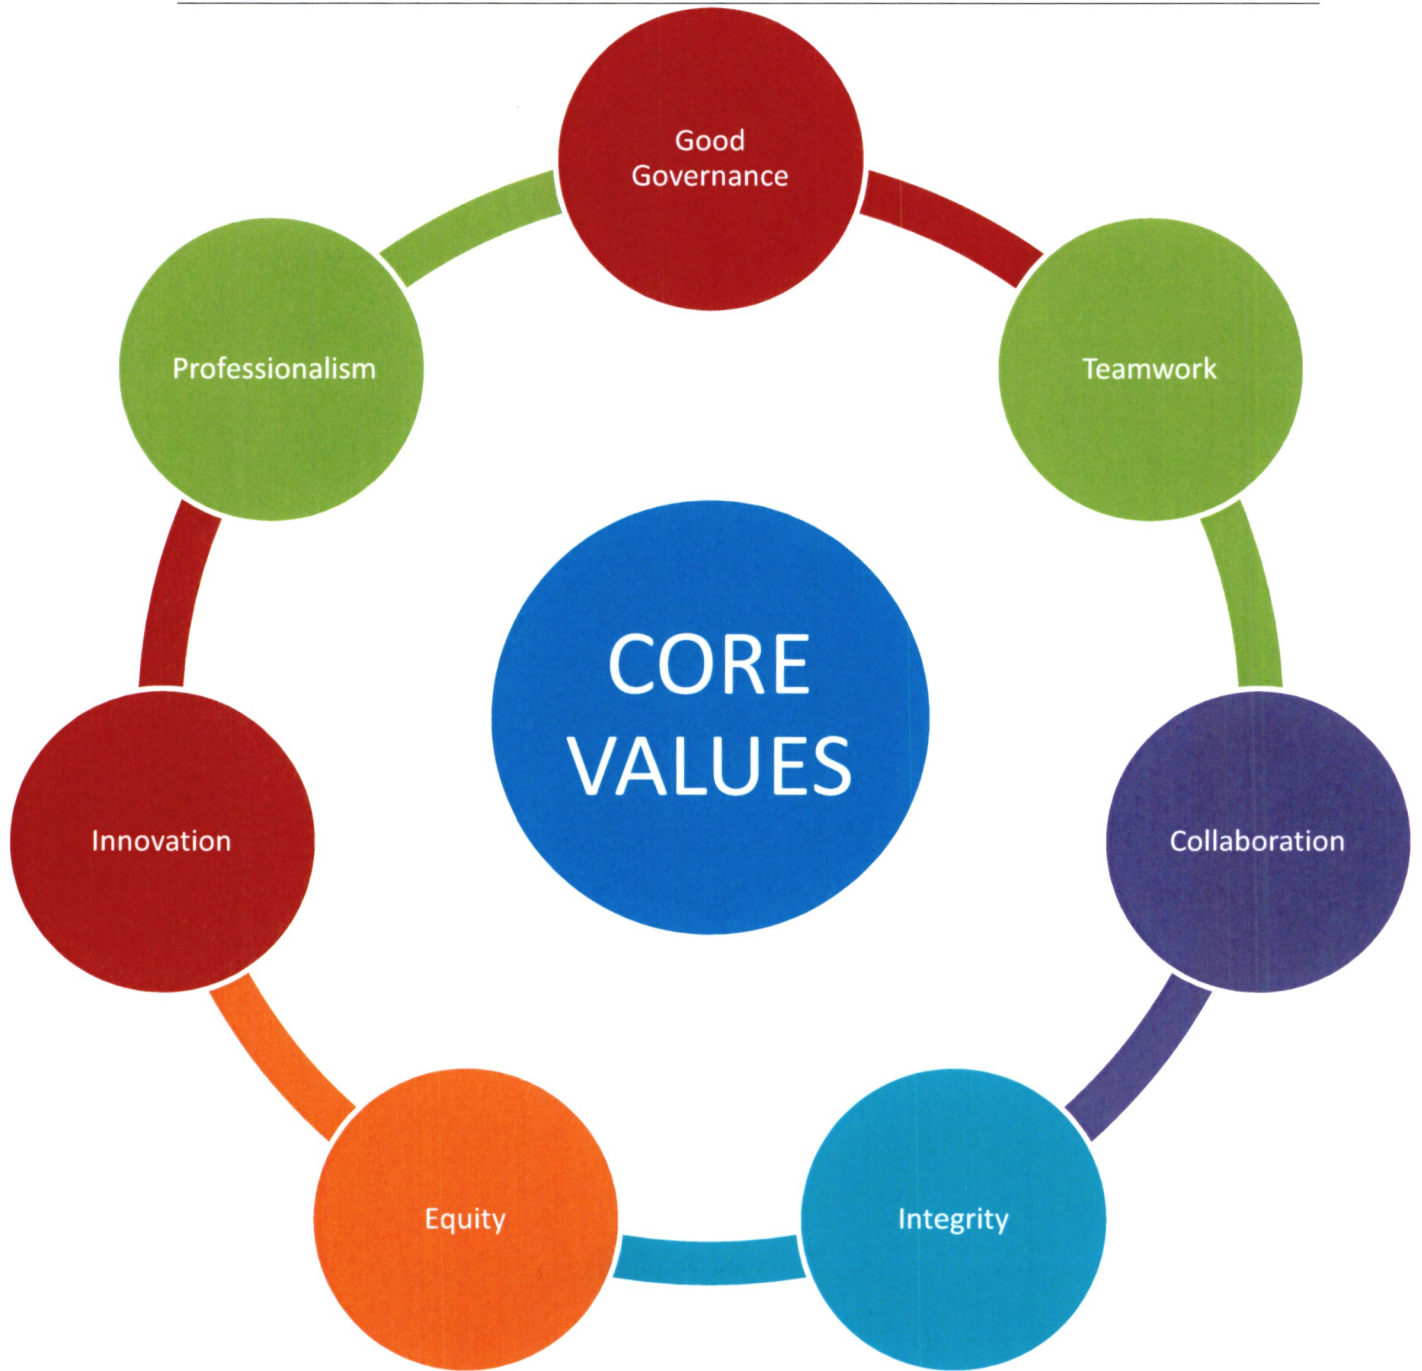 Good
Governance
Professionalism
Teamwork
CORE
VALUES
Innovation
Collaboration
Equity
Integrity